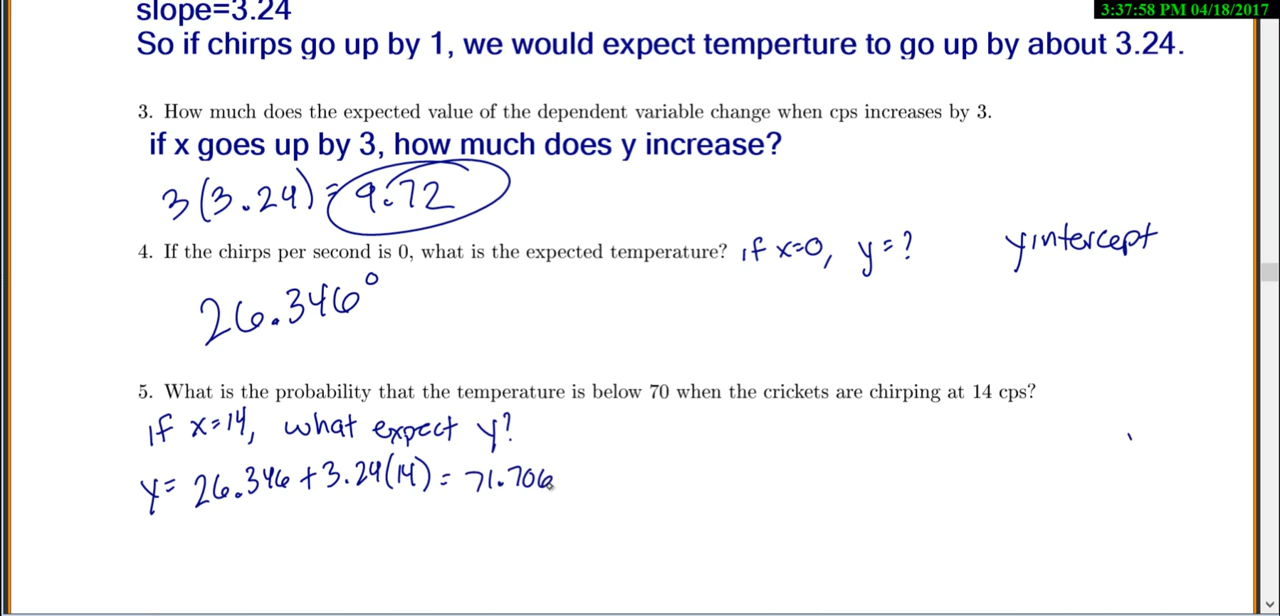 slope=3.24
3:37:58 PM 04/18/2017
So if chirps go up by 1, we would expect temperture to go up by about 3.24.
3. How much does the expected value of the dependent variable change when cps increases by 3.
if x goes up by 3, how much does y increase?
3(3.24)=9.72
4. If the chirps per second is 0, what is the expected temperature? if x=0, y=? y intercept
26.346°
5. What is the probability that the temperature is below 70 when the crickets are chirping at 14 cps?
if x=14, what expect y?
y= 26.346+3.24(14)= 71.706